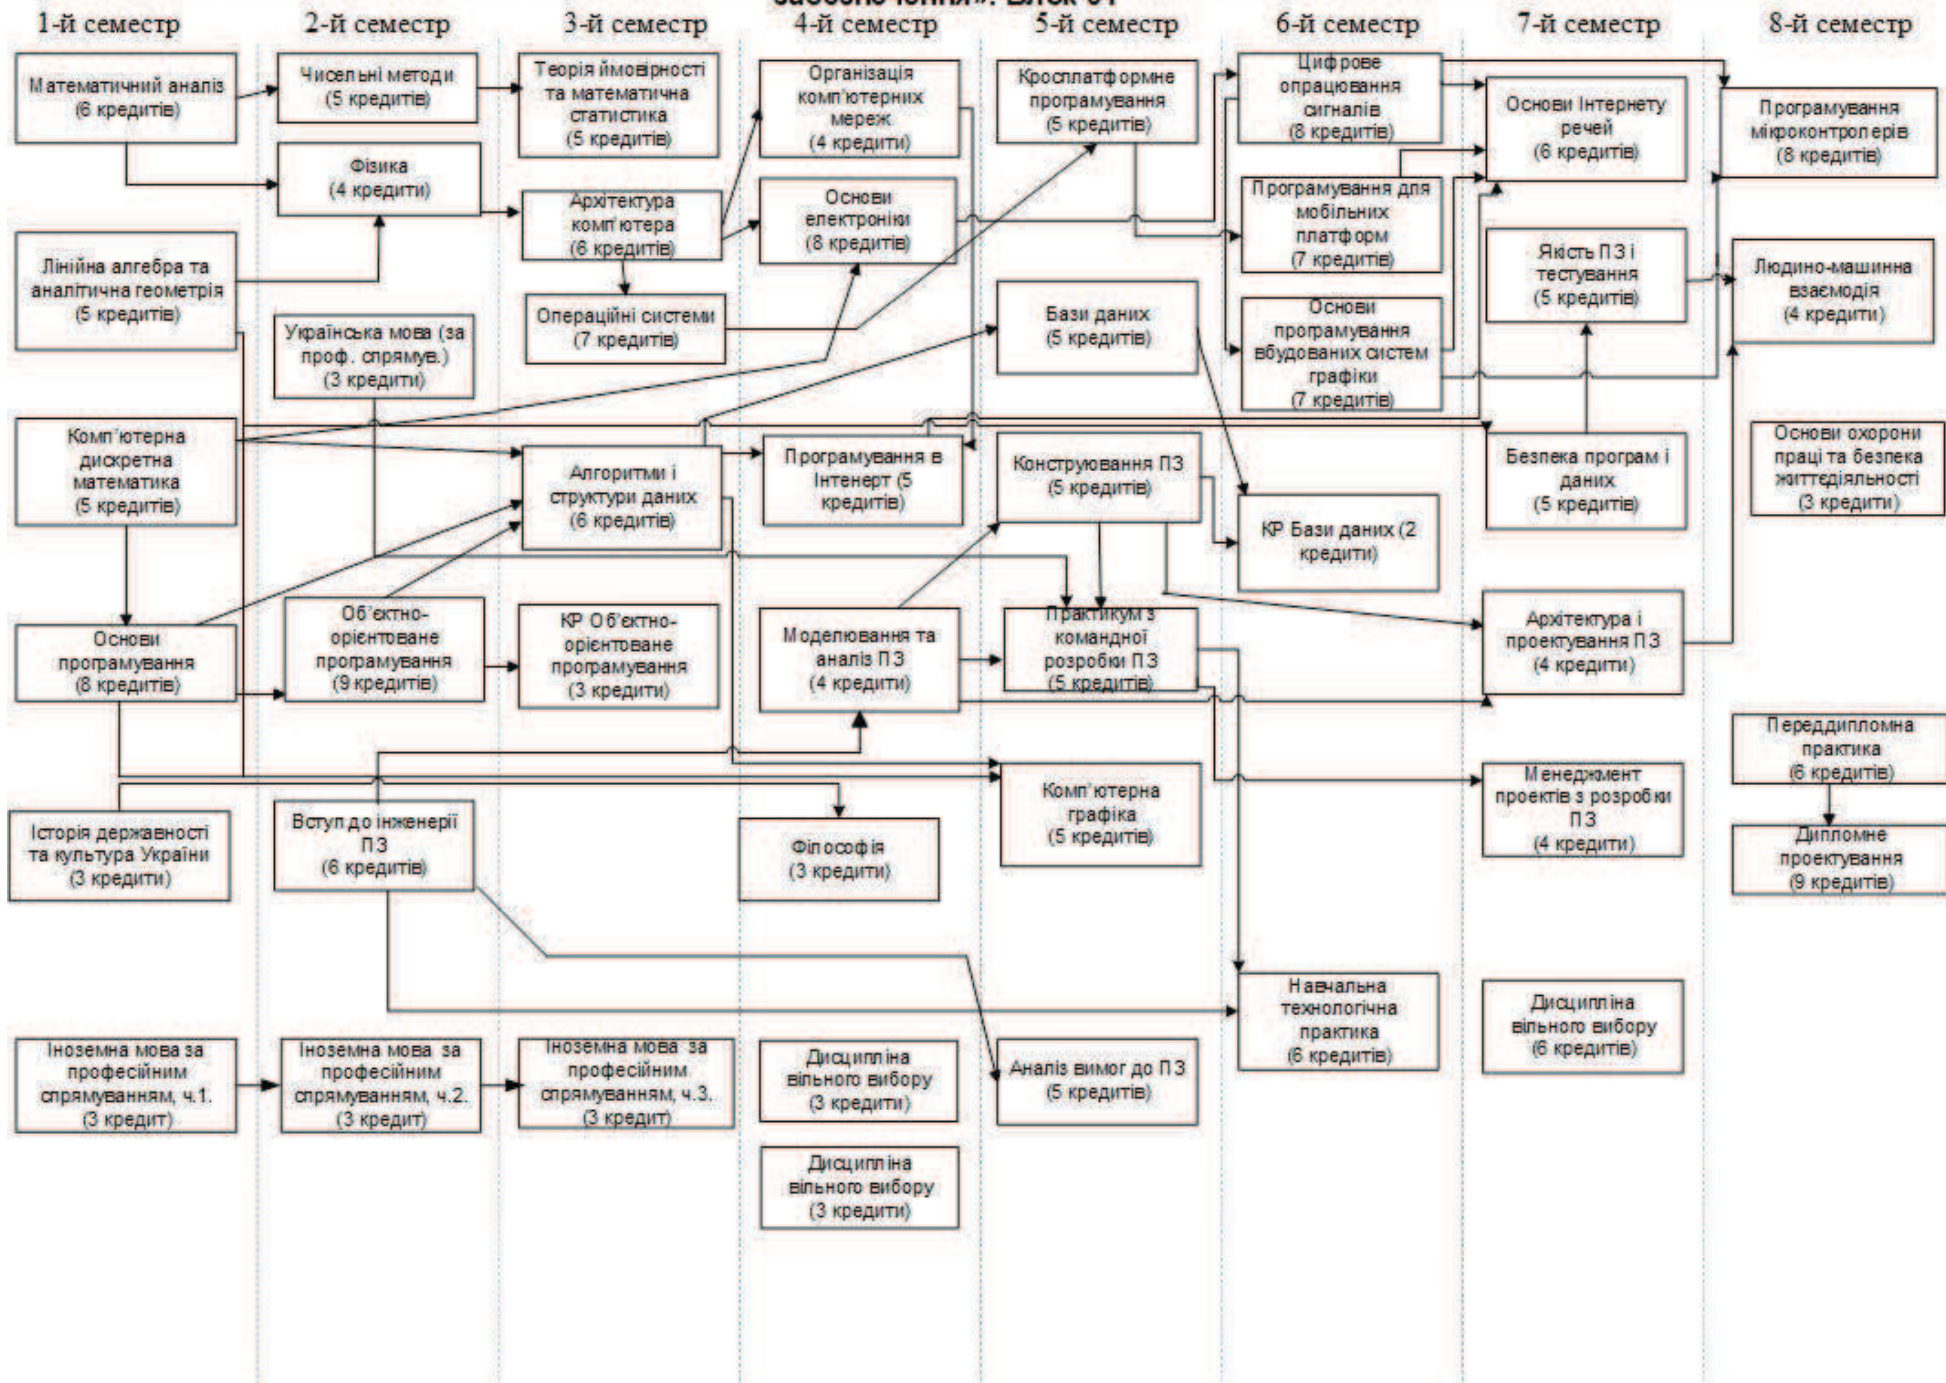 1-й семестр
2-й семестр
3-й семестр
4-й семестр
5-й семестр
6-й семестр
7-й семестр
8-й семестр
Математичний аналіз
(6 кредитів)
Лінійна алгебра та
аналітична геометрія
(5 кредитів)
Комп'ютерна
дискретна
математика
(5 кредитів)
Основи
програмування
(8 кредитів)
Історія державності
та культура України
(3 кредити)
Іноземна мова за
професійним
спрямуванням, ч.1.
(3 кредит)
Чисельні методи
(5 кредитів)
Фізика
(4 кредити)
Українська мова (за
проф. спрямув.)
(3 кредити)
Об'єктно-
орієнтоване
програмування
(9 кредитів)
Вступ до інженерії
ПЗ
(6 кредитів)
Іноземна мова за
професійним
спрямуванням, ч.2.
(3 кредит)
Теорія ймовірності
та математична
статистика
(5 кредитів)
Архітектура
комп'ютера
(6 кредитів)
Операційні системи
(7 кредитів)
Алгоритми і
структури даних
(6 кредитів)
КР Об'єктно-
орієнтоване
програмування
(3 кредити)
Іноземна мова за
професійним
спрямуванням, ч.3.
(3 кредит)
Організація
комп'ютерних
мереж
(4 кредити)
Основи
електроніки
(8 кредитів)
Програмування в
Інтенерт (5
кредитів)
Моделювання та
аналіз ПЗ
(4 кредити)
Філософія
(3 кредити)
Дисципліна
вільного вибору
(3 кредити)
Дисципліна
вільного вибору
(3 кредити)
Кросплатформне
програмування
(5 кредитів)
Бази даних
(5 кредитів)
Конструювання ПЗ
(5 кредитів)
Практикум з
командної
розробки ПЗ
(5 кредитів)
Комп'ютерна
графіка
(5 кредитів)
Аналіз вимог до ПЗ
(5 кредитів)
Цифрове
опрацювання
сигналів
(8 кредитів)
Програмування для
мобільних
платформ
(7 кредитів)
Основи
програмування
вбудованих систем
графіки
(7 кредитів)
КР Бази даних (2
кредити)
Навчальна
технологічна
практика
(6 кредитів)
Основи Інтернету
речей
(6 кредитів)
Якість ПЗ і
тестування
(5 кредитів)
Безпека програм і
даних
(5 кредитів)
Архітектура і
проектування ПЗ
(4 кредити)
Менеджмент
проектів з розробки
ПЗ
(4 кредити)
Дисципліна
вільного вибору
(6 кредитів)
Програмування
мікроконтролерів
(8 кредитів)
Людино-машинна
взаємодія
(4 кредити)
Основи охорони
праці та безпека
життєдіяльності
(3 кредити)
Переддипломна
практика
(6 кредитів)
Дипломне
проектування
(9 кредитів)